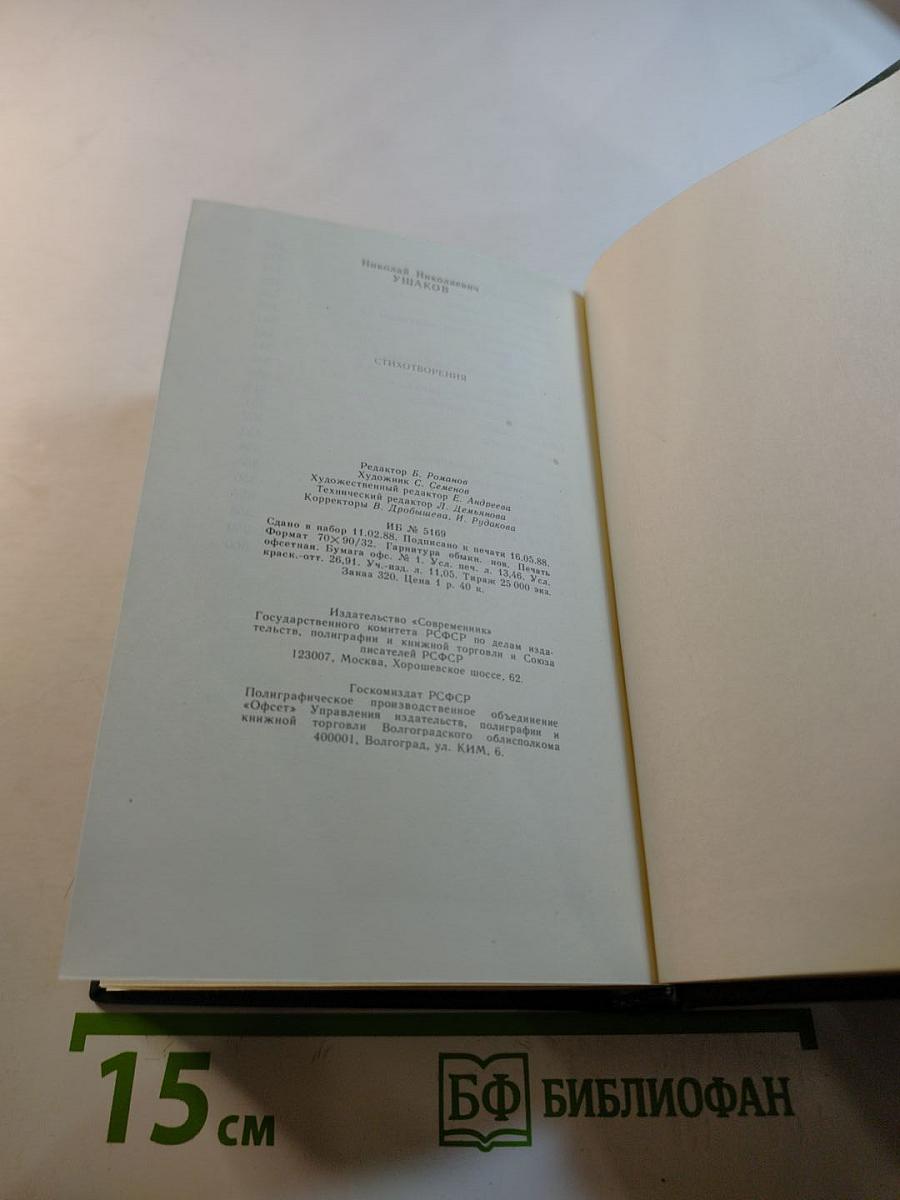 Николай Николаевич
УШАКОВ
СТИХОТВОРЕНИЯ
Редактор Б. Романов
Художник С. Семенов
Художественный редактор Е. Андреева
Технический редактор Л. Демьянова
Корректоры В. Дробышева, И. Рудакова
ИБ № 5169
Сдано в набор 11.02.88. Подписано к печати 16.05.88.
Формат 70×90/32. Гарнитура обыкн. нов. Печать
офсетная. Бумага офс. № 1. Усл. печ. л. 13,46. Усл.
краск.-отт. 26,91. Уч.-изд. л. 11,05. Тираж 25 000 экз.
Заказ 320. Цена 1 р. 40 к.
Издательство «Современник»
Государственного комитета РСФСР по делам изда-
тельств, полиграфии и книжной торговли и Союза
писателей РСФСР
123007, Москва, Хорошевское шоссе, 62.
Госкомиздат РСФСР
Полиграфическое производственное объединение
«Офсет» Управления издательств, полиграфии и
книжной торговли Волгоградского облисполкома
400001, Волгоград, ул. КИМ, 6.
15 см
БФ БИБЛИОФАН